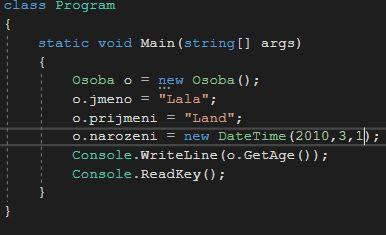 class Program
{
static void Main(string[] args)
{
Osoba o = new Osoba();
o.jmeno = "Lala";
o.prijmeni = "Land";
o.narozeni = new DateTime(2010,3,1);
Console.WriteLine(o.GetAge());
Console.ReadKey();
}
}